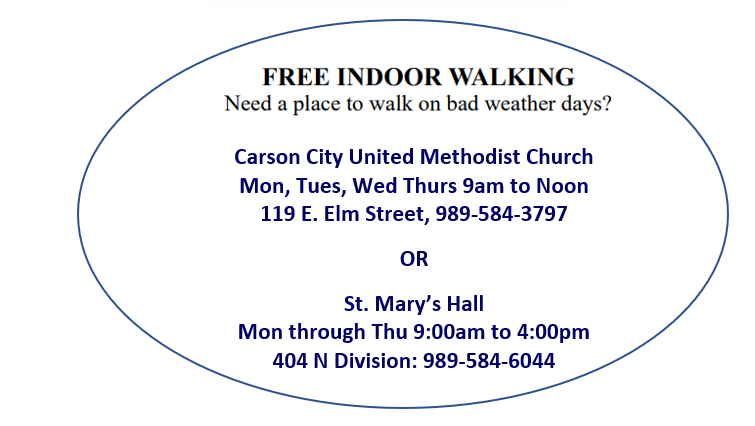 FREE INDOOR WALKING
Need a place to walk on bad weather days?
Carson City United Methodist Church
Mon, Tues, Wed Thurs 9am to Noon
119 E. Elm Street, 989-584-3797
OR
St. Mary’s Hall
Mon through Thu 9:00am to 4:00pm
404 N Division: 989-584-6044